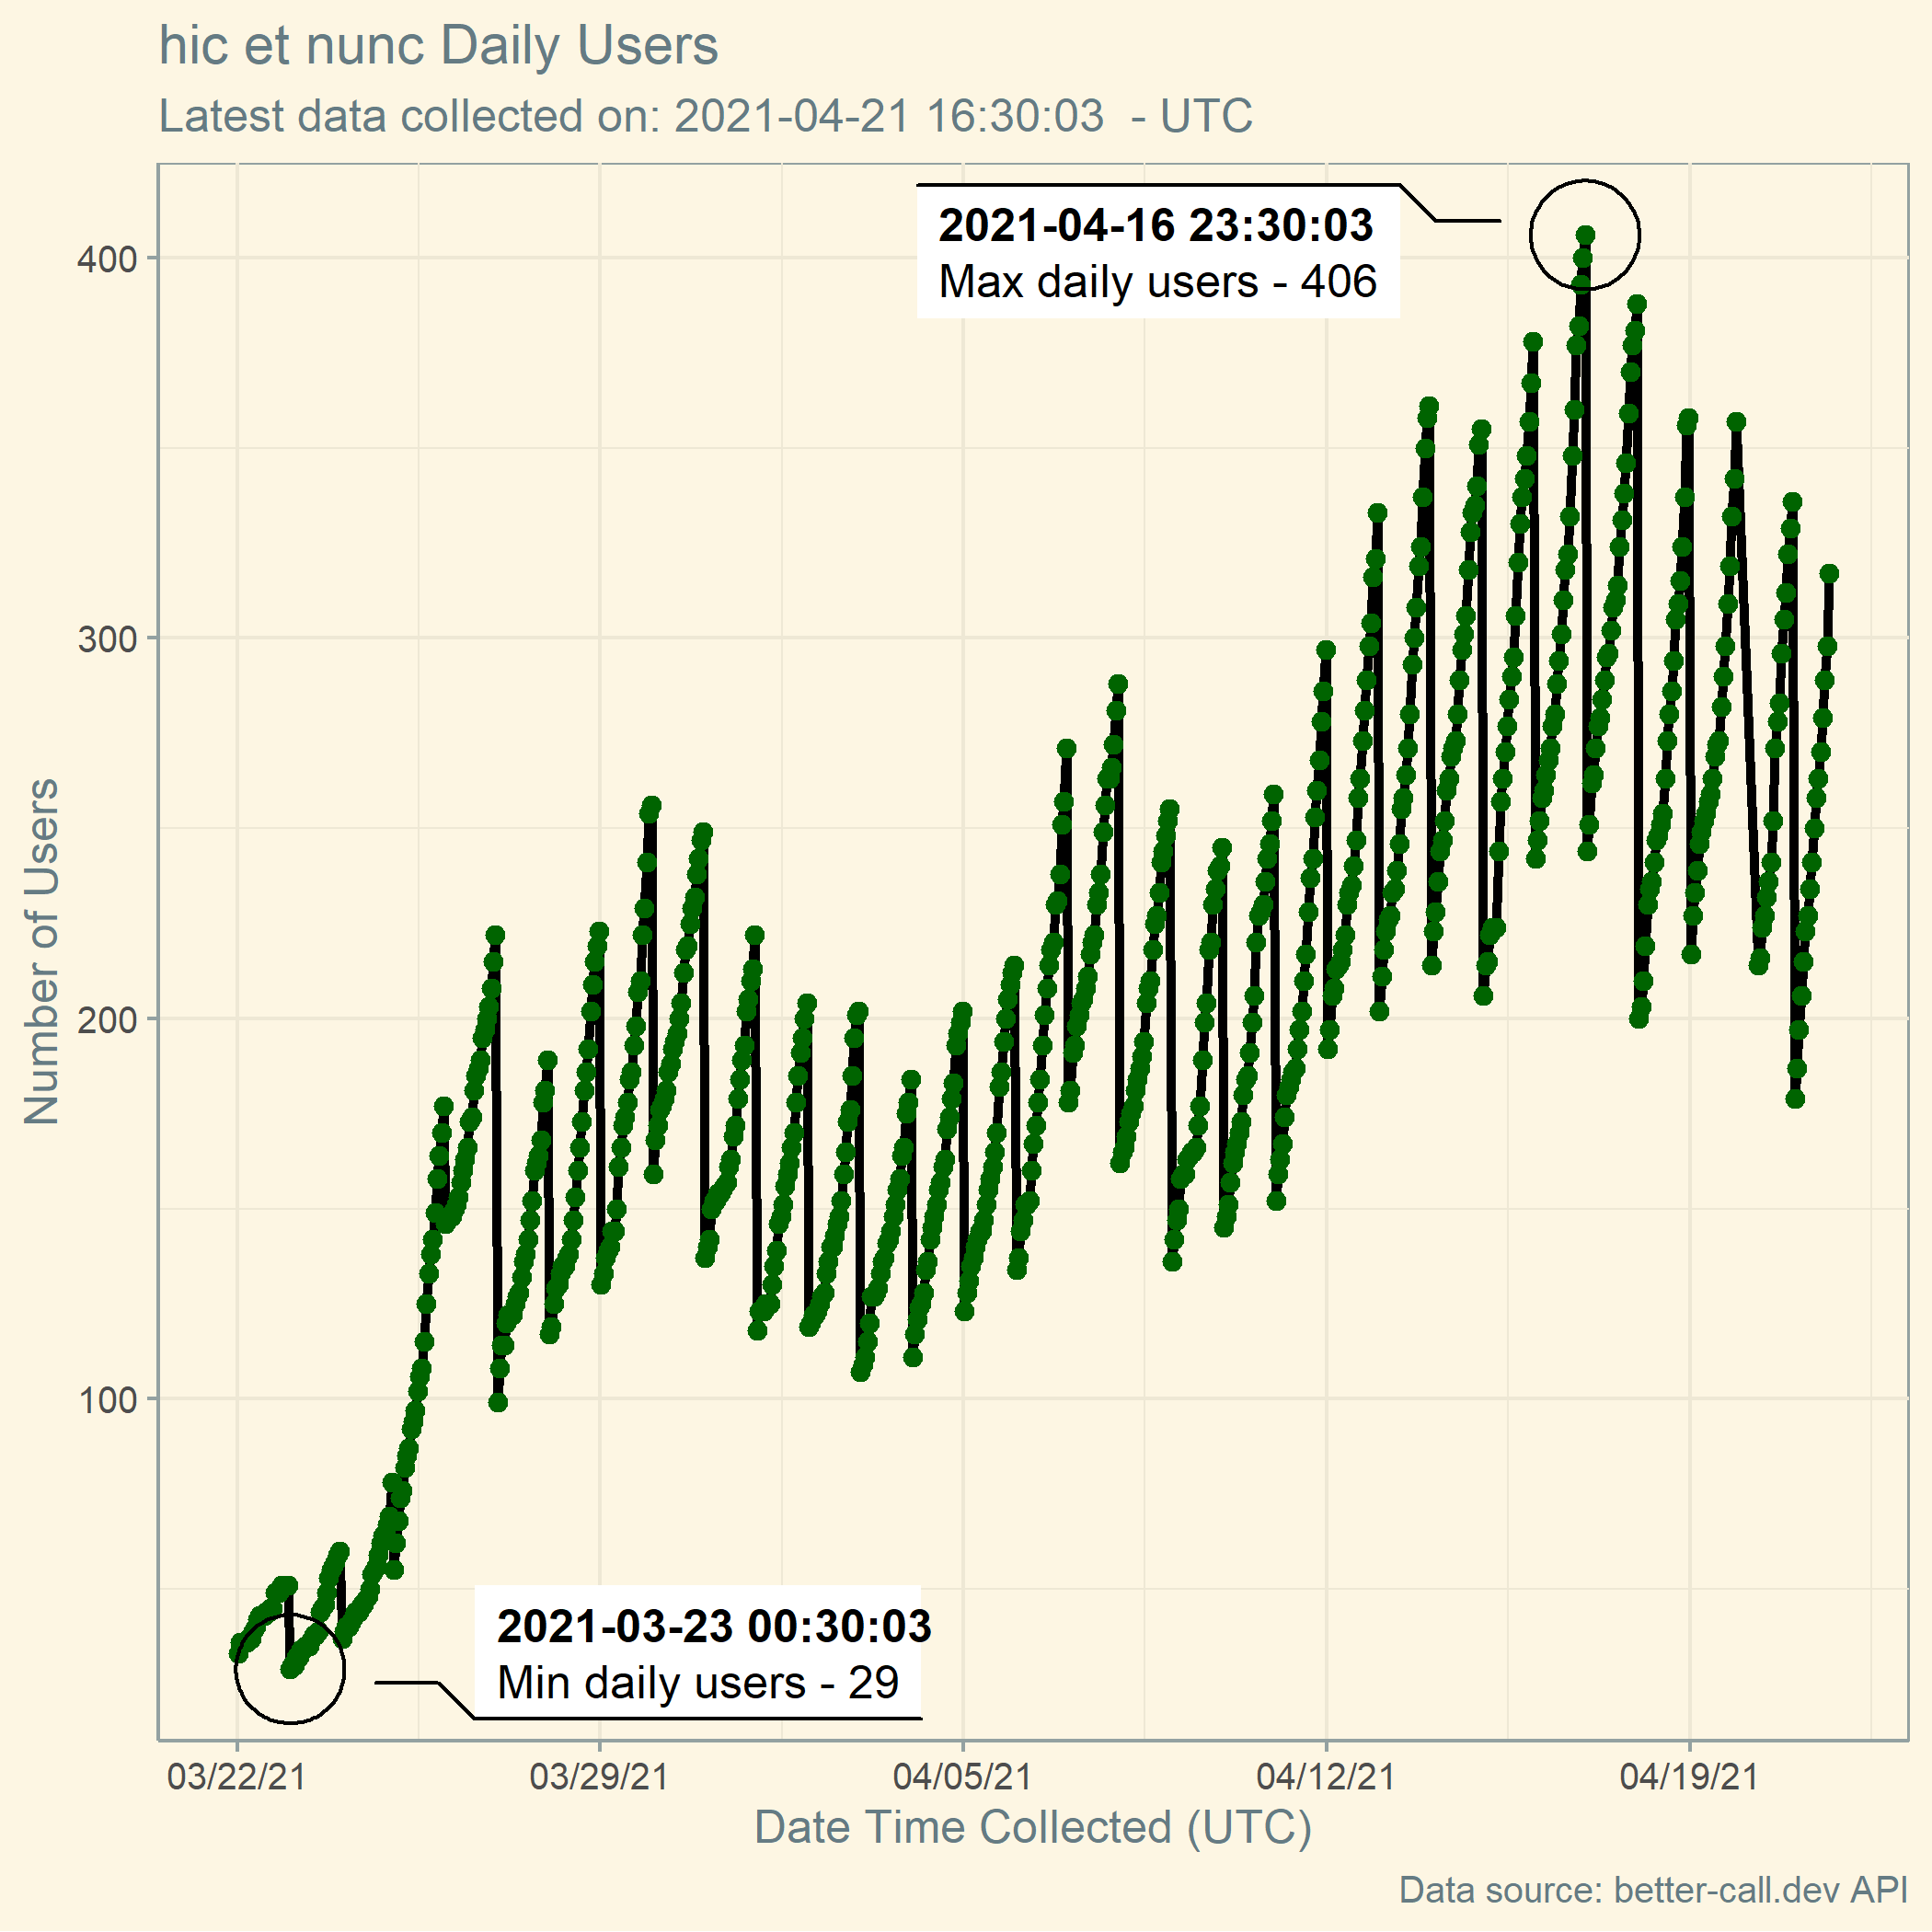 hic et nunc Daily Users
Latest data collected on: 2021-04-21 16:30:03  - UTC
2021-04-16 23:30:03
Max daily users - 406
400
300
200
100
Number of Users
2021-03-23 00:30:03
Min daily users - 29
03/22/21 03/29/21 04/05/21 04/12/21 04/19/21
Date Time Collected (UTC)
Data source: better-call.dev API